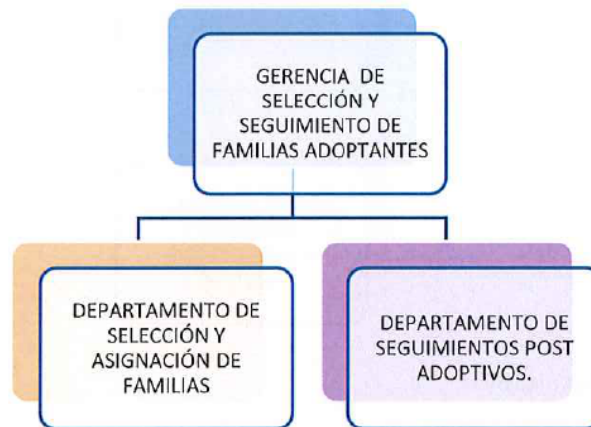 GERENCIA DE
SELECCIÓN Y
SEGUIMIENTO DE
FAMILIAS ADOPTANTES
DEPARTAMENTO DE
SELECCIÓN Y
ASIGNACIÓN DE
FAMILIAS
DEPARTAMENTO DE
SEGUIMIENTOS POST
ADOPTIVOS.